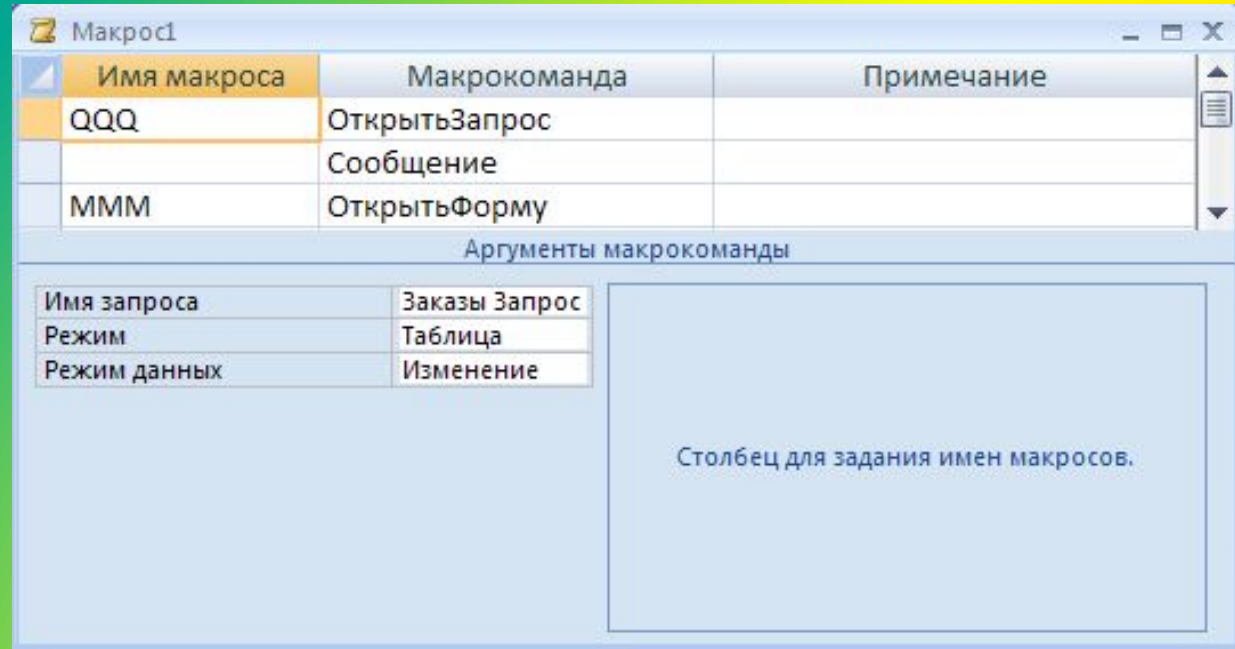 Макрос1
Имя макроса Макрокоманда Примечание
QQQ ОткрытьЗапрос
Сообщение
МММ ОткрытьФорму
Аргументы макрокоманды
Имя запроса Заказы Запрос
Режим Таблица
Режим данных Изменение
Столбец для задания имен макросов.